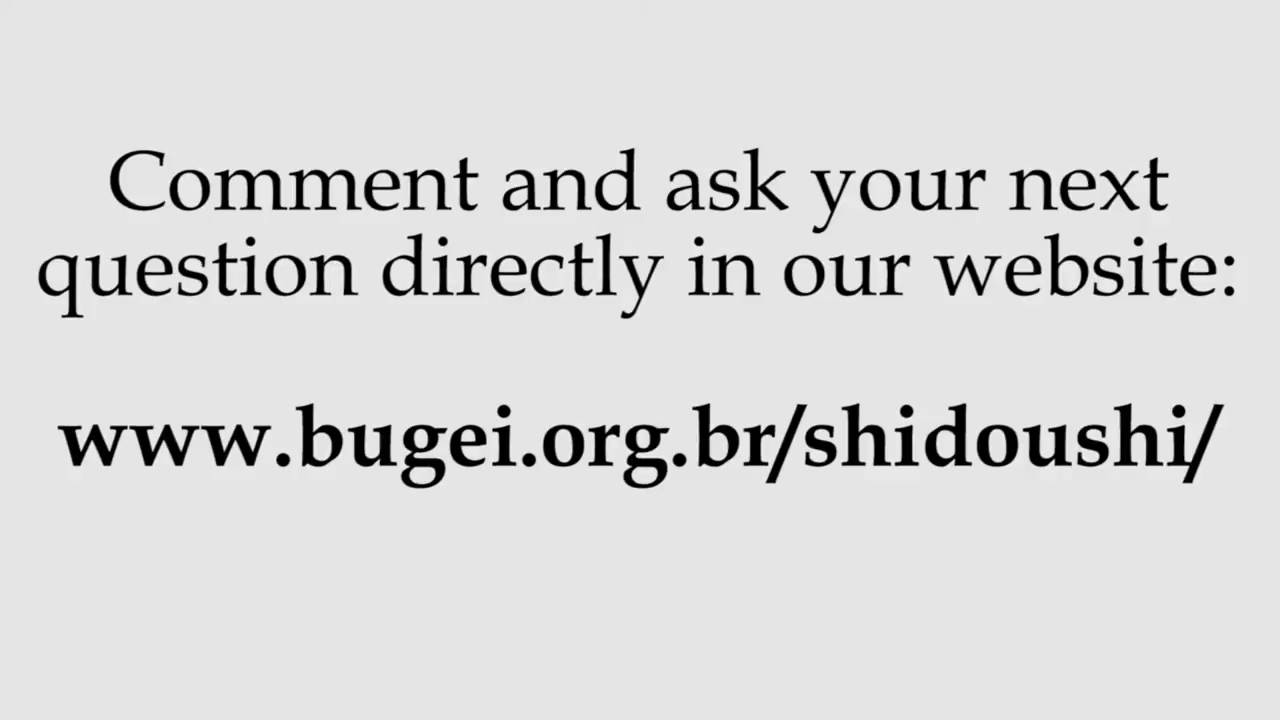 Comment and ask your next
question directly in our website:
www.bugei.org.br/shidoushi/